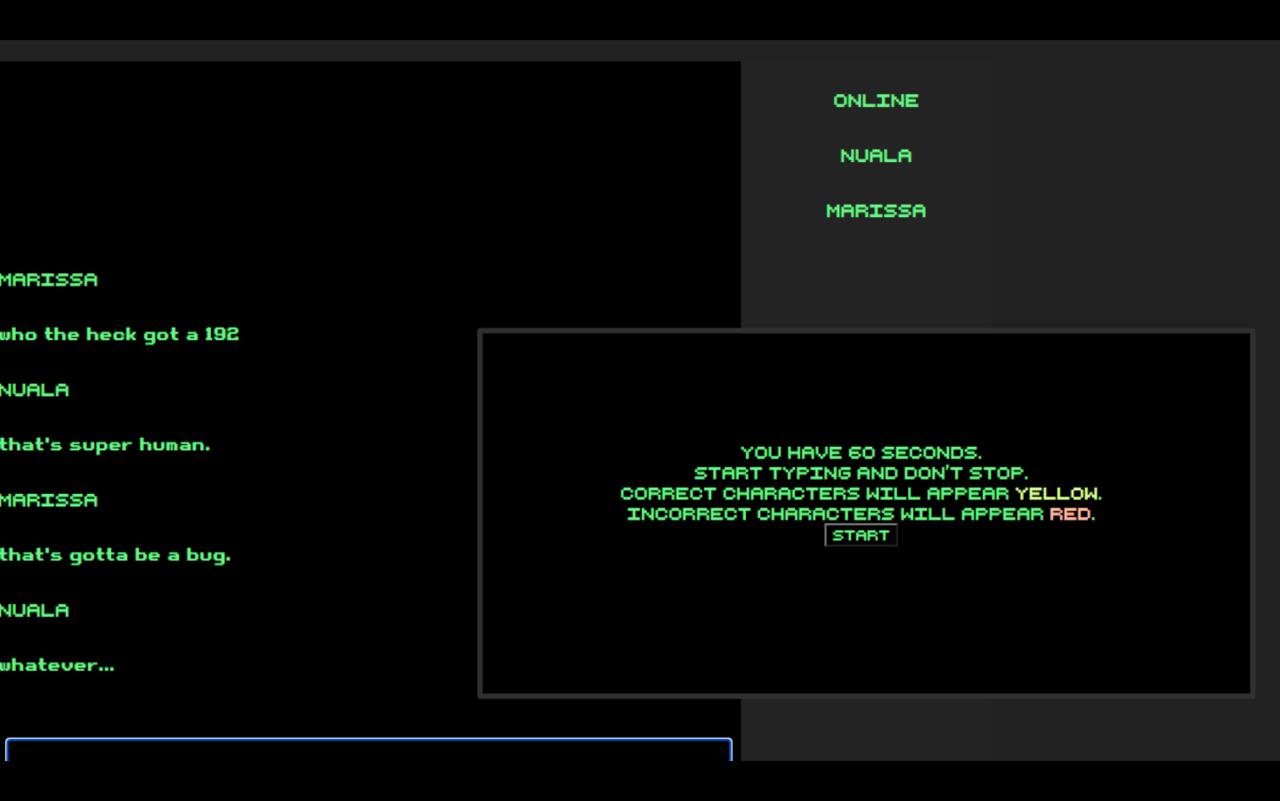 ONLINE
NUALA
MARISSA
MARISSA
who the heck got a 192
NUALA
that's super human.
MARISSA
that's gotta be a bug.
NUALA
whatever...
YOU HAVE 60 SECONDS.
START TYPING AND DON'T STOP.
CORRECT CHARACTERS WILL APPEAR YELLOW.
INCORRECT CHARACTERS WILL APPEAR RED.
START